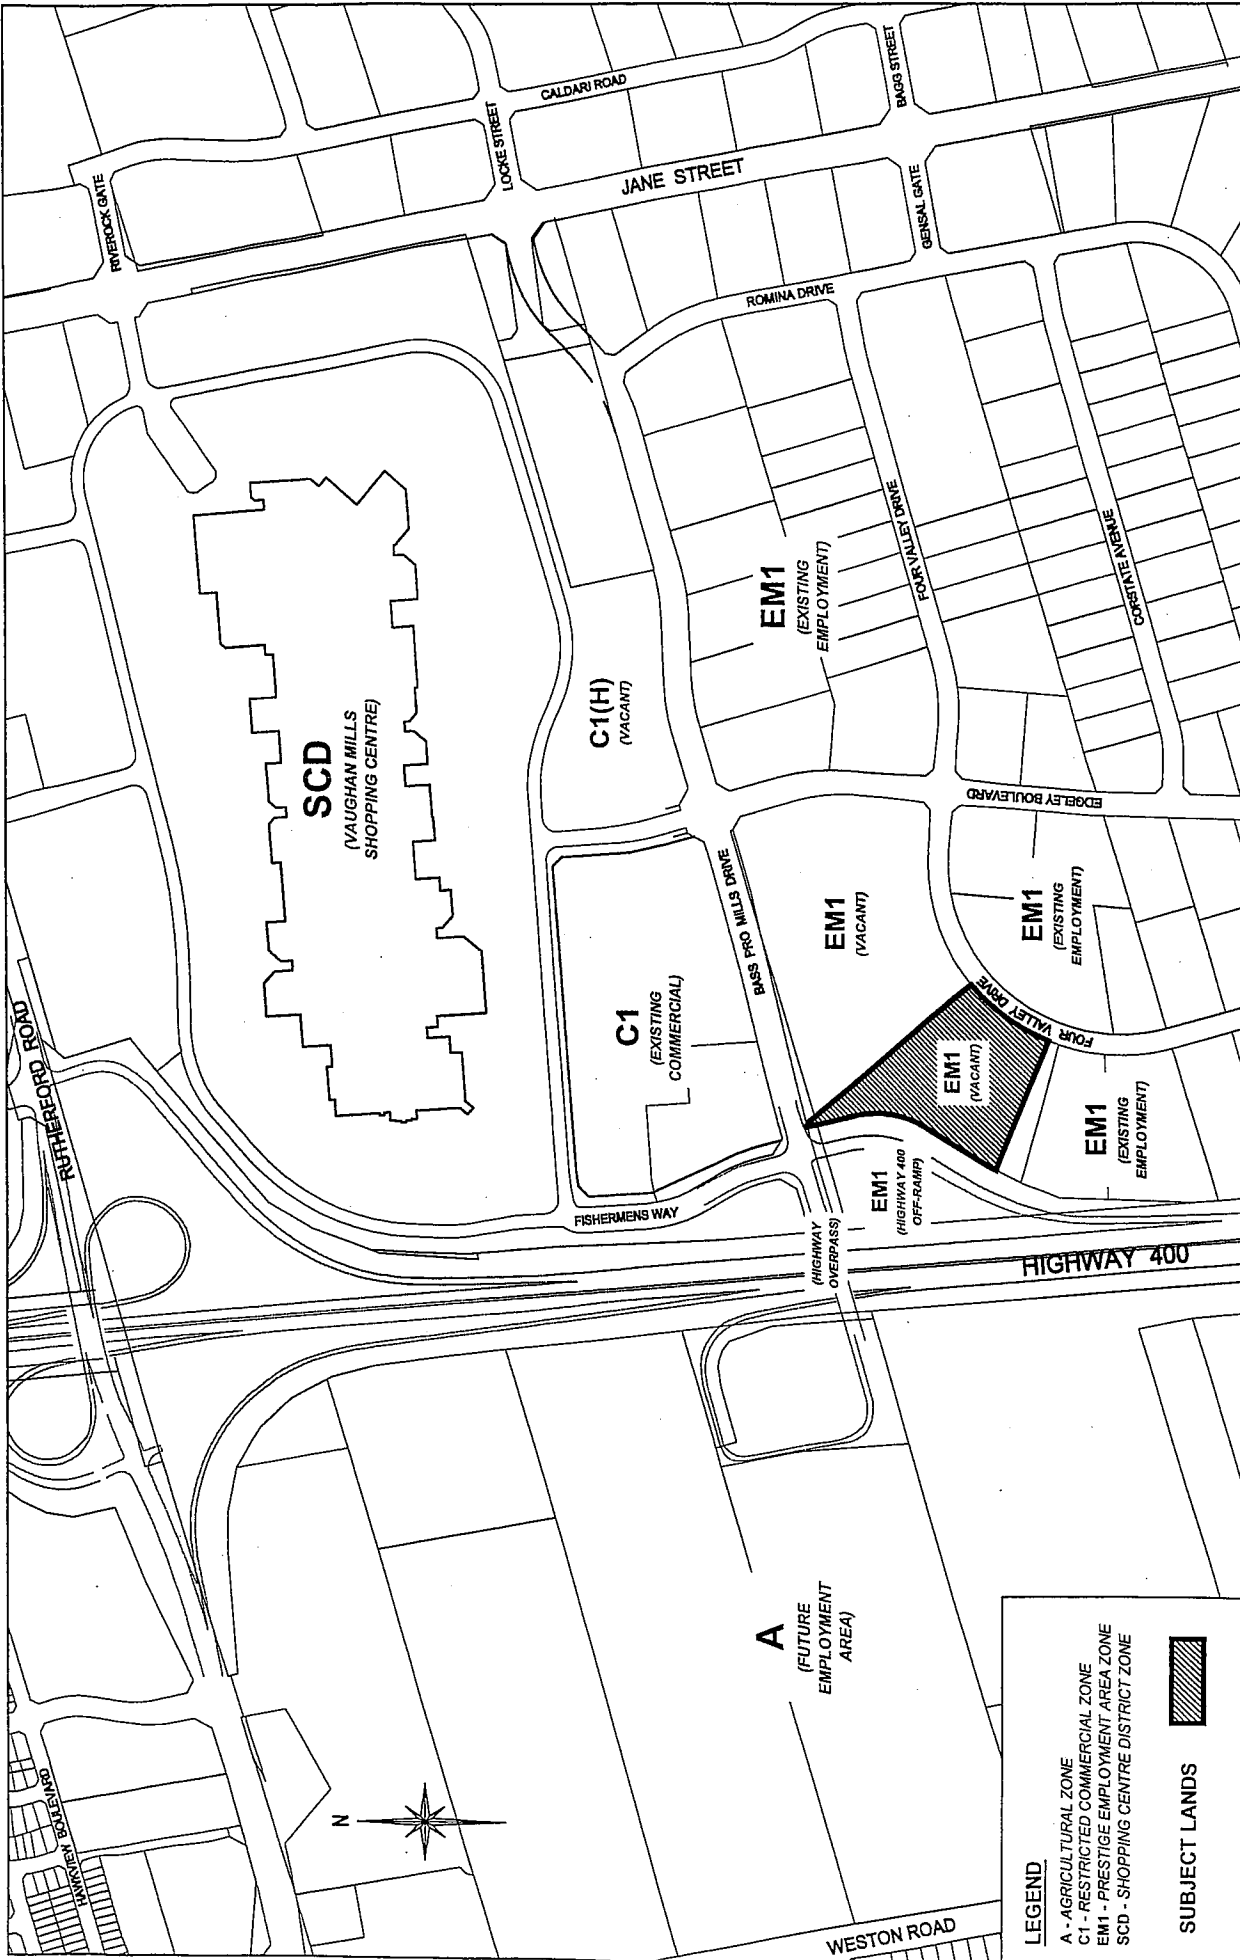 RUTHERFORD ROAD
RIVEROCK GATE
LOCKE STREET
CALDARI ROAD
BAGG STREET
JANE STREET
GENSAL GATE
ROMINA DRIVE
SCD
(VAUGHAN MILLS
SHOPPING CENTRE)
C1(H)
(VACANT)
EM1
(EXISTING
EMPLOYMENT)
FOUR VALLEY DRIVE
CORSTATE AVENUE
EDGELEY BOULEVARD
C1
(EXISTING
COMMERCIAL)
BASS PRO MILLS DRIVE
EM1
(VACANT)
EM1
(EXISTING
EMPLOYMENT)
FOUR VALLEY DRIVE
EM1
(VACANT)
EM1
(EXISTING
EMPLOYMENT)
FISHERMENS WAY
EM1
(HIGHWAY 400
OFF-RAMP)
(HIGHWAY
OVERPASS)
HIGHWAY 400
A
(FUTURE
EMPLOYMENT
AREA)
HAWKVIEW BOULEVARD
N
WESTON ROAD
LEGEND
A - AGRICULTURAL ZONE
C1 - RESTRICTED COMMERCIAL ZONE
EM1 - PRESTIGE EMPLOYMENT AREA ZONE
SCD - SHOPPING CENTRE DISTRICT ZONE
SUBJECT LANDS